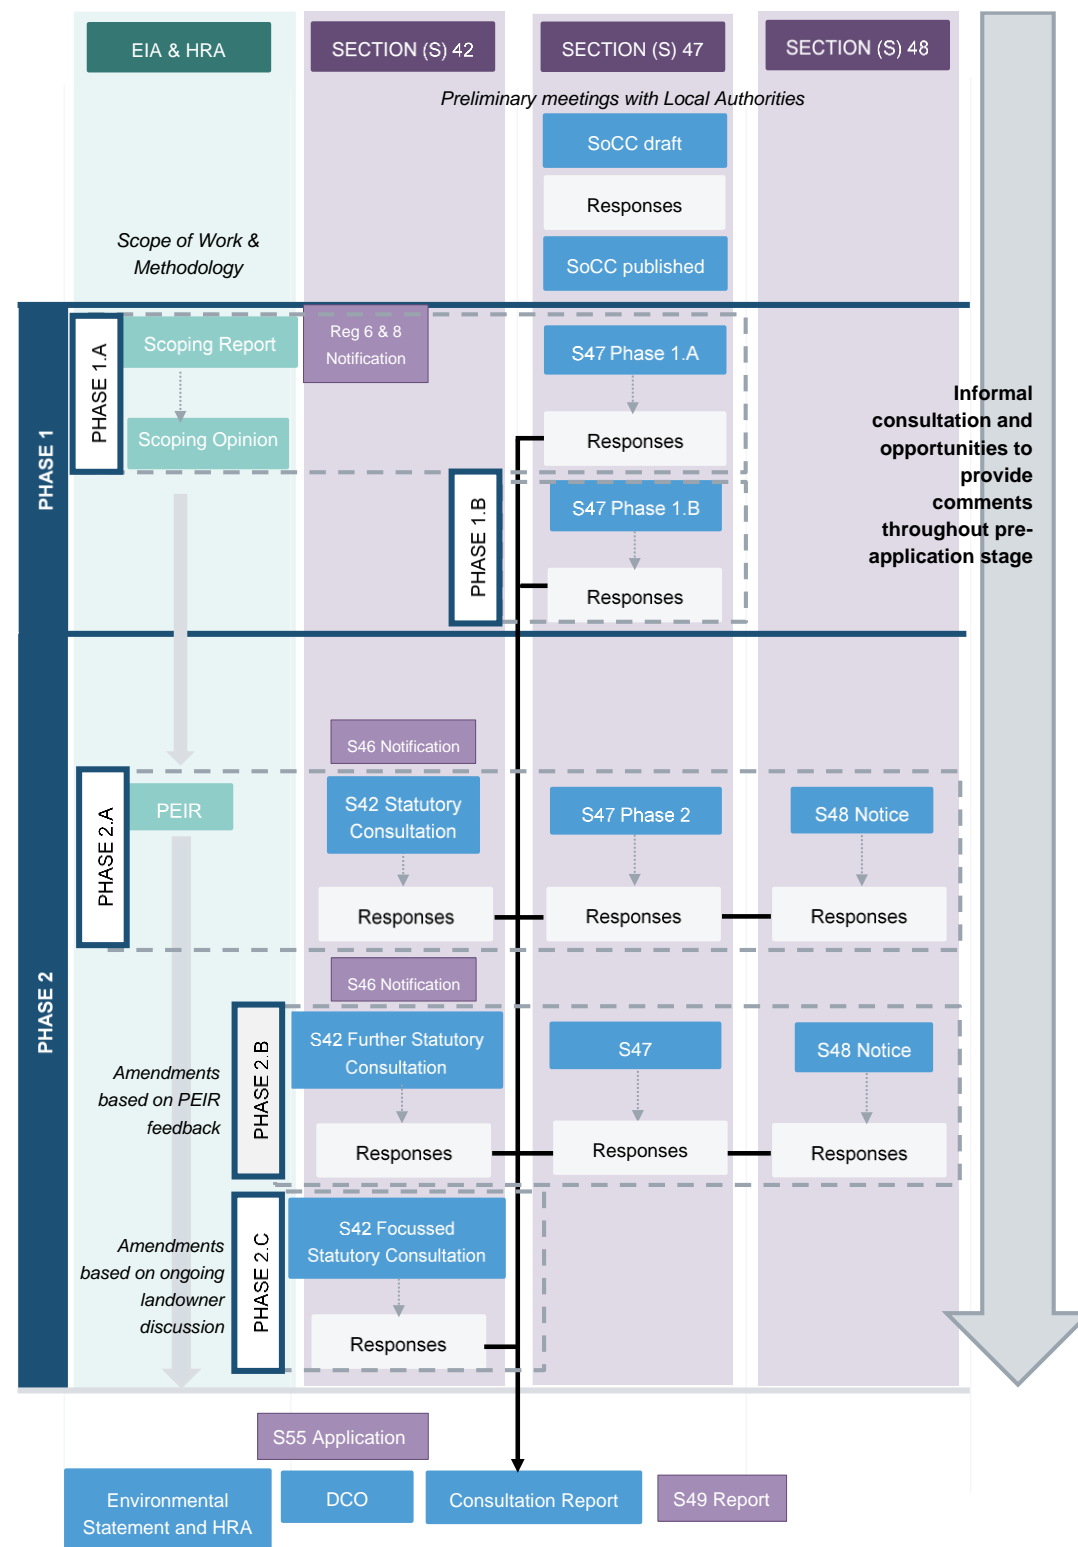 EIA & HRA
SECTION (S) 42
SECTION (S) 47
SECTION (S) 48
Preliminary meetings with Local Authorities
SoCC draft
Responses
Scope of Work &
Methodology
SoCC published
PHASE 1
PHASE 1.A
Scoping Report
Reg 6 & 8
Notification
S47 Phase 1.A
Scoping Opinion
Responses
PHASE 1.B
S47 Phase 1.B
Responses
Informal
consultation and
opportunities to
provide
comments
throughout pre-
application stage
PHASE 2
S46 Notification
PHASE 2.A
PEIR
S42 Statutory
Consultation
S47 Phase 2
S48 Notice
Responses
Responses
Responses
S46 Notification
Amendments
based on PEIR
feedback
PHASE 2.B
S42 Further Statutory
Consultation
S47
S48 Notice
Responses
Responses
Responses
Amendments
based on ongoing
landowner
discussion
PHASE 2.C
S42 Focussed
Statutory Consultation
Responses
S55 Application
Environmental
Statement and HRA
DCO
Consultation Report
S49 Report